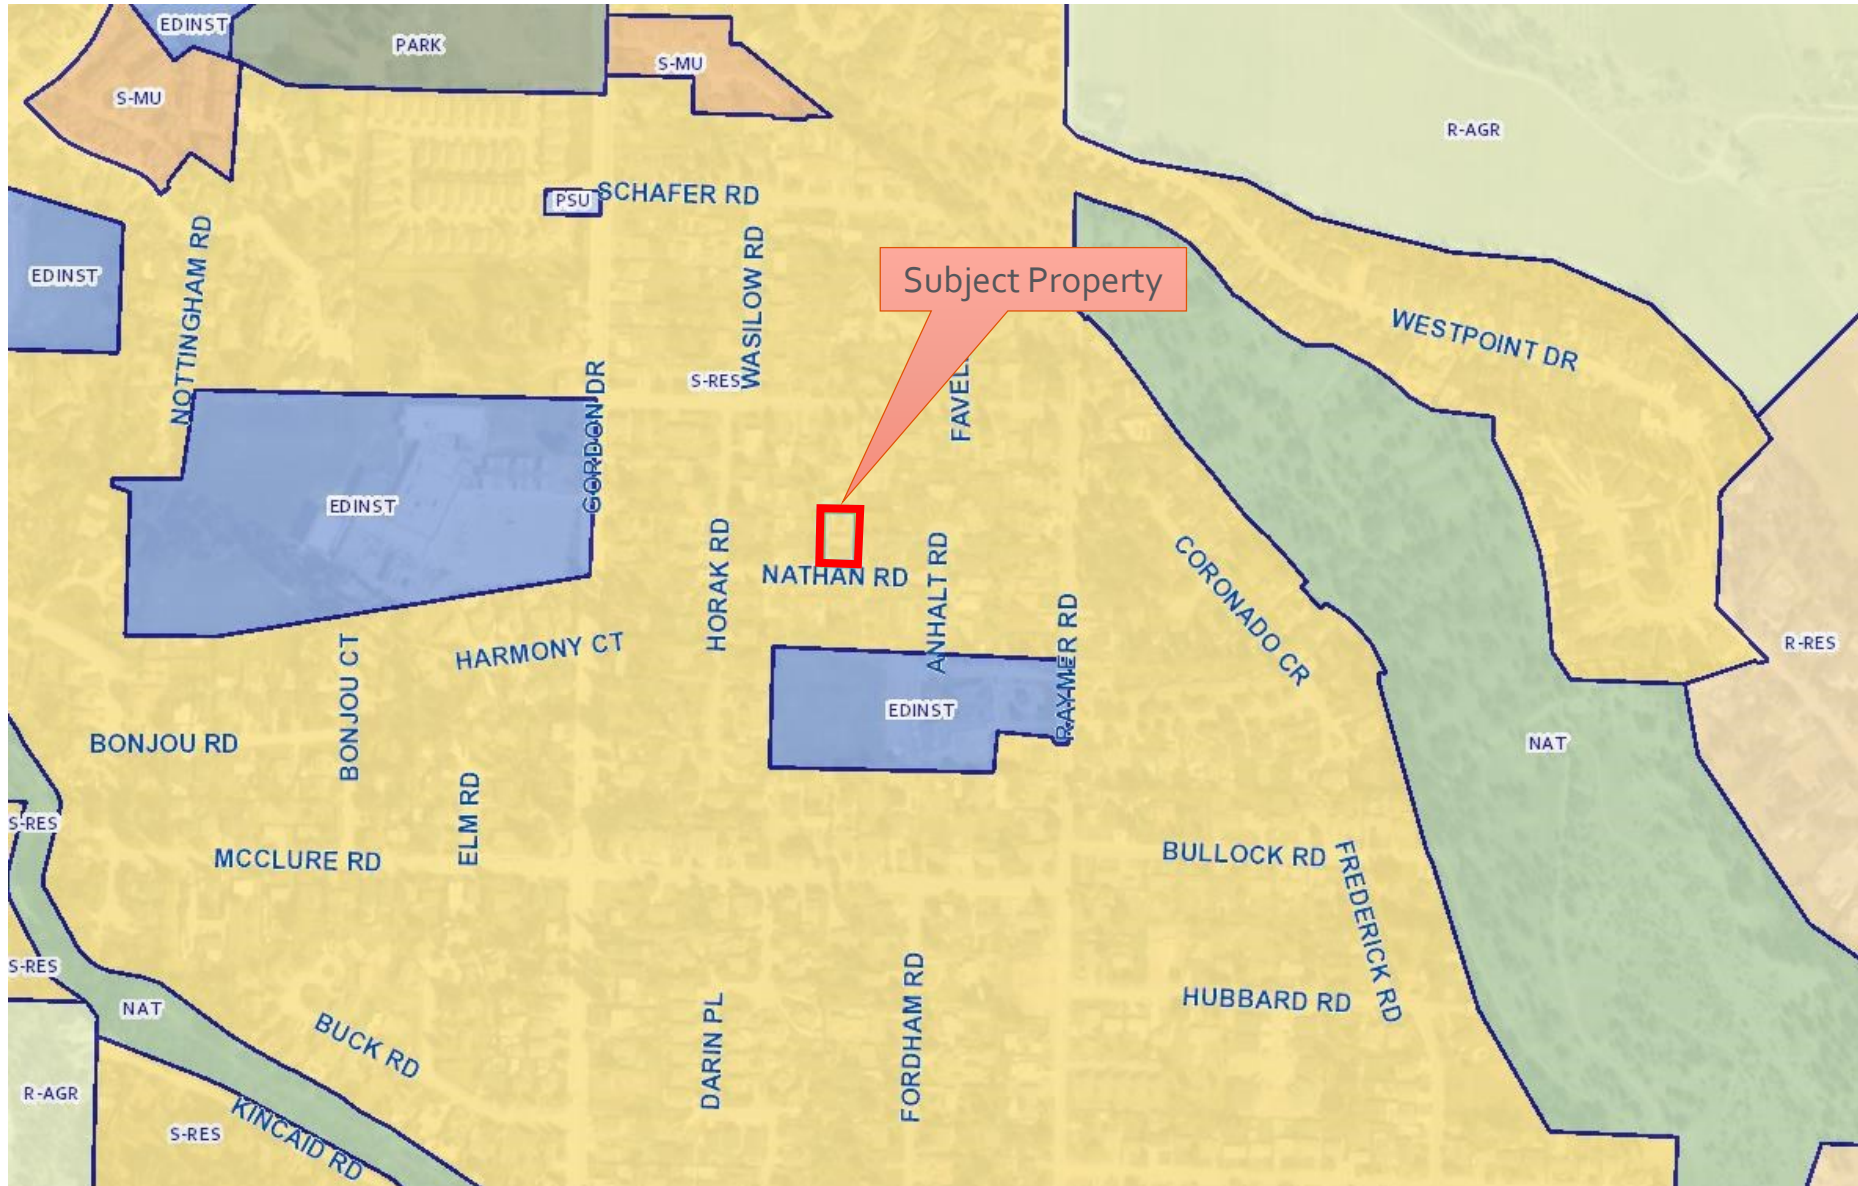 EDINST
PARK
S-MU
S-MU
R-AGR
SCHAFER RD
PSU
NOTTINGHAM RD
WASILOW RD
EDINST
Subject Property
WESTPOINT DR
GORDON DR
S-RES
EDINST
HORAK RD
NATHAN RD
ANHALT RD
CORONADO CR
RAYMER RD
HARMONY CT
BONJOU CT
R-RES
EDINST
BONJOU RD
NAT
ELM RD
S-RES
MCCLURE RD
BULLOCK RD
FREDERICK RD
S-RES
NAT
HUBBARD RD
BUCK RD
DARIN PL
FORDHAM RD
R-AGR
S-RES
KINCAID RD